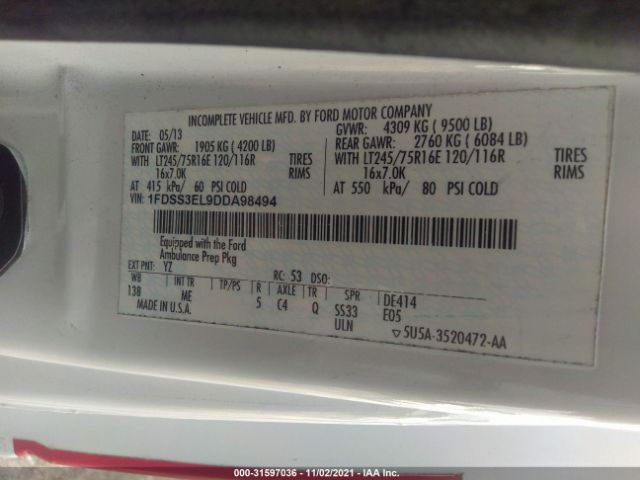 INCOMPLETE VEHICLE MFD. BY FORD MOTOR COMPANY
DATE: 05/13 GVWR: 4309 KG ( 9500 LB)
FRONT GAWR: 1905 KG ( 4200 LB) REAR GAWR: 2760 KG ( 6084 LB)
WITH LT245/75R16E 120/116R TIRES WITH LT245/75R16E 120/116R TIRES
16x7.0K RIMS 16x7.0K RIMS
AT 415 kPa/ 60 PSI COLD AT 550 kPa/ 80 PSI COLD
VIN: 1FDSS3EL9DDA98494
Equipped with the Ford
Ambulance Prep Pkg
EXT PNT: YZ RC: 53 DSO:
WB INT TR TP/PS R AXLE TR SPR DE414
138 ME 5 C4 Q SS33 E05
MADE IN U.S.A. ULN ▽5U5A-3520472-AA
000-31597036 - 11/02/2021 - IAA Inc.